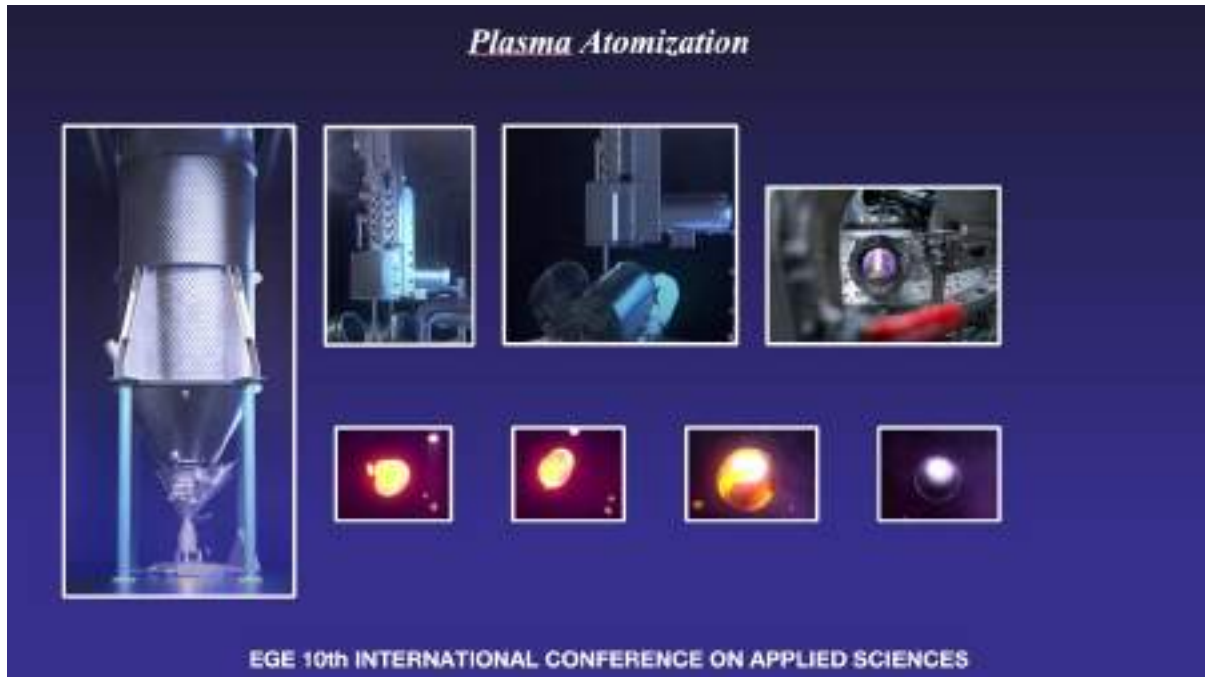 Plasma Atomization
EGE 10th INTERNATIONAL CONFERENCE ON APPLIED SCIENCES